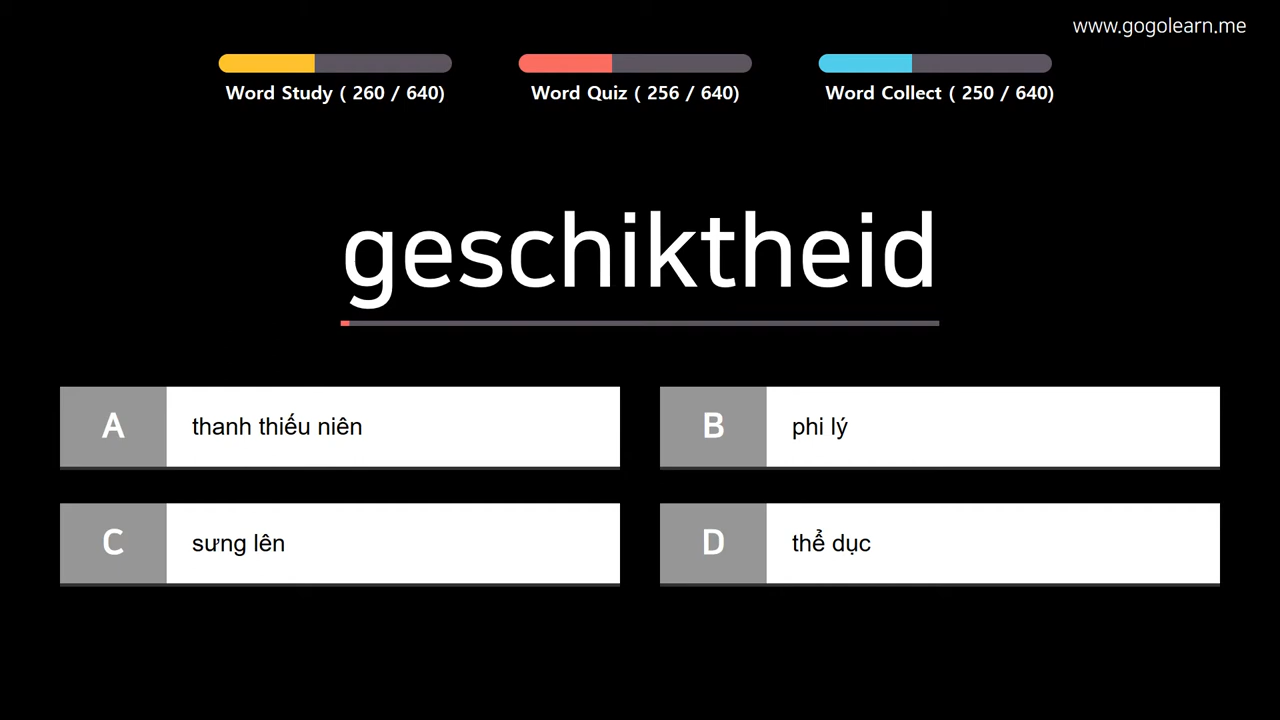 www.gogolearn.me
Word Study ( 260 / 640)
Word Quiz ( 256 / 640)
Word Collect ( 250 / 640)
geschiktheid
A thanh thiếu niên
B phi lý
C sưng lên
D thể dục